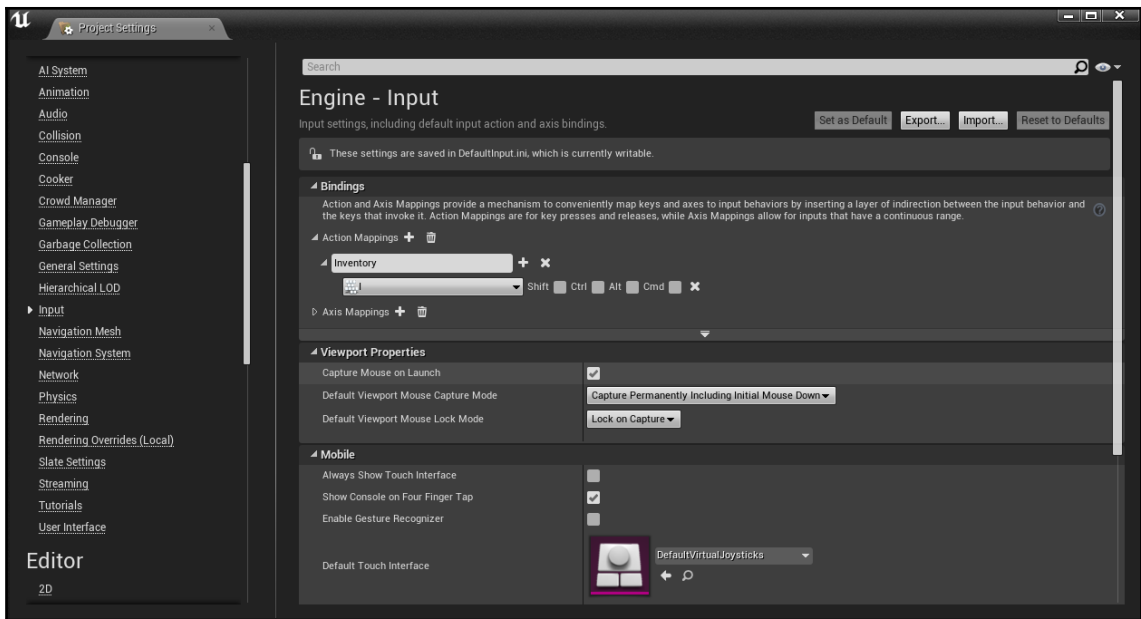 Project Settings
AI System
Animation
Audio
Collision
Console
Cooker
Crowd Manager
Gameplay Debugger
Garbage Collection
General Settings
Hierarchical LOD
Input
Navigation Mesh
Navigation System
Network
Physics
Rendering
Rendering Overrides (Local)
Slate Settings
Streaming
Tutorials
User Interface
Editor
2D
Search
Engine - Input
Input settings, including default input action and axis bindings.
Set as Default Export... Import... Reset to Defaults
These settings are saved in DefaultInput.ini, which is currently writable.
Bindings
Action and Axis Mappings provide a mechanism to conveniently map keys and axes to input behaviors by inserting a layer of indirection between the input behavior and
the keys that invoke it. Action Mappings are for key presses and releases, while Axis Mappings allow for inputs that have a continuous range.
Action Mappings
Inventory
I Shift Ctrl Alt Cmd
Axis Mappings
Viewport Properties
Capture Mouse on Launch
Default Viewport Mouse Capture Mode Capture Permanently Including Initial Mouse Down
Default Viewport Mouse Lock Mode Lock on Capture
Mobile
Always Show Touch Interface
Show Console on Four Finger Tap
Enable Gesture Recognizer
Default Touch Interface DefaultVirtualJoysticks